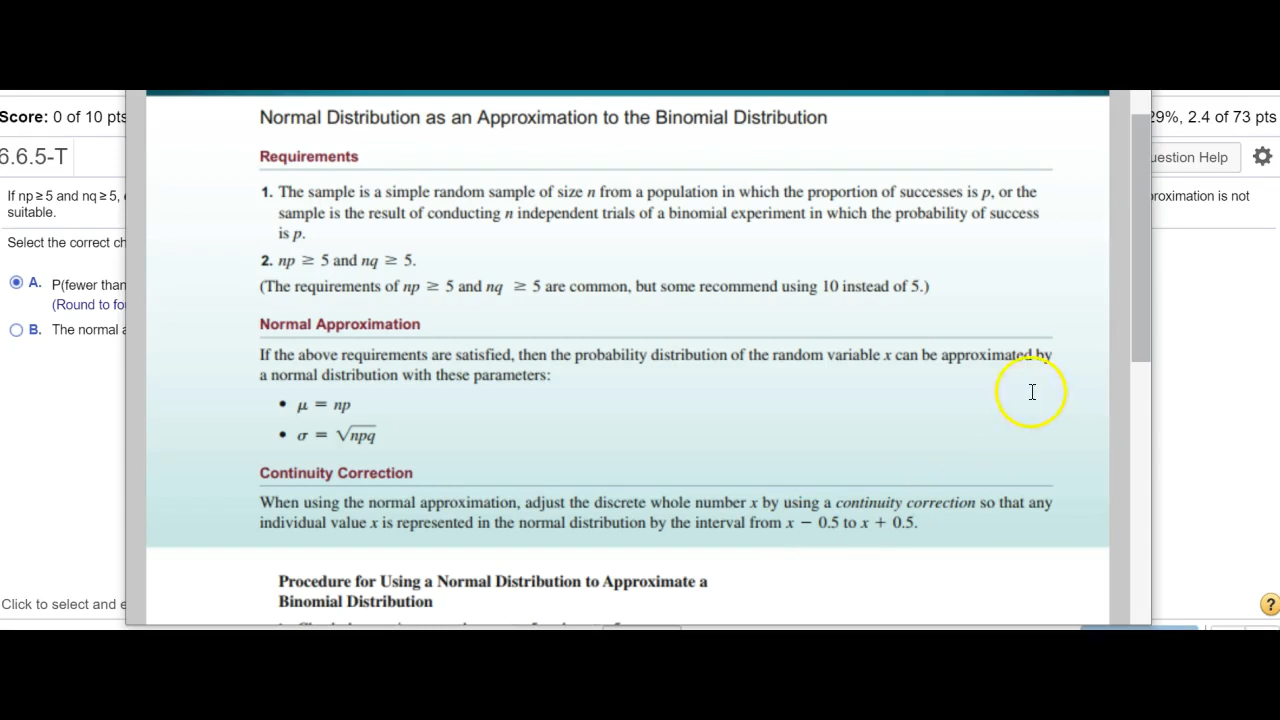 Normal Distribution as an Approximation to the Binomial Distribution
Score: 0 of 10 pts
29%, 2.4 of 73 pts
6.6.5-T
uestion Help
Requirements
1. The sample is a simple random sample of size n from a population in which the proportion of successes is p, or the
sample is the result of conducting n independent trials of a binomial experiment in which the probability of success
is p.
2. np ≥ 5 and nq ≥ 5.
(The requirements of np ≥ 5 and nq ≥ 5 are common, but some recommend using 10 instead of 5.)
If np ≥ 5 and nq ≥ 5,
proximation is not
suitable.
Select the correct ch
A. P(fewer than
(Round to fo
B. The normal a
Normal Approximation
If the above requirements are satisfied, then the probability distribution of the random variable x can be approximated by
a normal distribution with these parameters:
• μ = np
• σ = √npq
Continuity Correction
When using the normal approximation, adjust the discrete whole number x by using a continuity correction so that any
individual value x is represented in the normal distribution by the interval from x − 0.5 to x + 0.5.
Procedure for Using a Normal Distribution to Approximate a
Binomial Distribution
Click to select and e
?